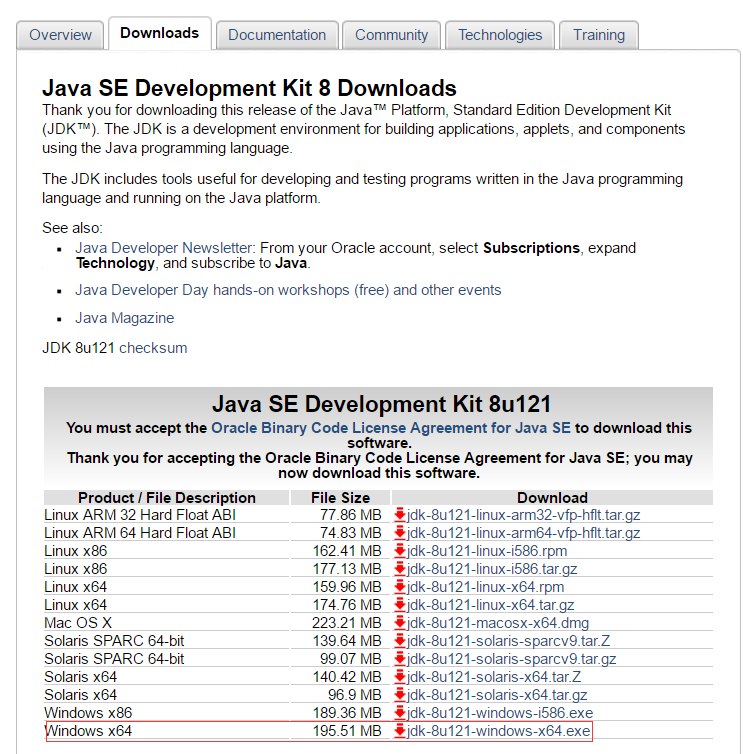 Overview Downloads Documentation Community Technologies Training
Java SE Development Kit 8 Downloads
Thank you for downloading this release of the Java™ Platform, Standard Edition Development Kit
(JDK™). The JDK is a development environment for building applications, applets, and components
using the Java programming language.
The JDK includes tools useful for developing and testing programs written in the Java programming
language and running on the Java platform.
See also:
Java Developer Newsletter: From your Oracle account, select Subscriptions, expand
Technology, and subscribe to Java.
Java Developer Day hands-on workshops (free) and other events
Java Magazine
JDK 8u121 checksum
Java SE Development Kit 8u121
You must accept the Oracle Binary Code License Agreement for Java SE to download this
software.
Thank you for accepting the Oracle Binary Code License Agreement for Java SE; you may
now download this software.
Product / File Description File Size Download
Linux ARM 32 Hard Float ABI 77.86 MB jdk-8u121-linux-arm32-vfp-hflt.tar.gz
Linux ARM 64 Hard Float ABI 74.83 MB jdk-8u121-linux-arm64-vfp-hflt.tar.gz
Linux x86 162.41 MB jdk-8u121-linux-i586.rpm
Linux x86 177.13 MB jdk-8u121-linux-i586.tar.gz
Linux x64 159.96 MB jdk-8u121-linux-x64.rpm
Linux x64 174.76 MB jdk-8u121-linux-x64.tar.gz
Mac OS X 223.21 MB jdk-8u121-macosx-x64.dmg
Solaris SPARC 64-bit 139.64 MB jdk-8u121-solaris-sparcv9.tar.Z
Solaris SPARC 64-bit 99.07 MB jdk-8u121-solaris-sparcv9.tar.gz
Solaris x64 140.42 MB jdk-8u121-solaris-x64.tar.Z
Solaris x64 96.9 MB jdk-8u121-solaris-x64.tar.gz
Windows x86 189.36 MB jdk-8u121-windows-i586.exe
Windows x64 195.51 MB jdk-8u121-windows-x64.exe